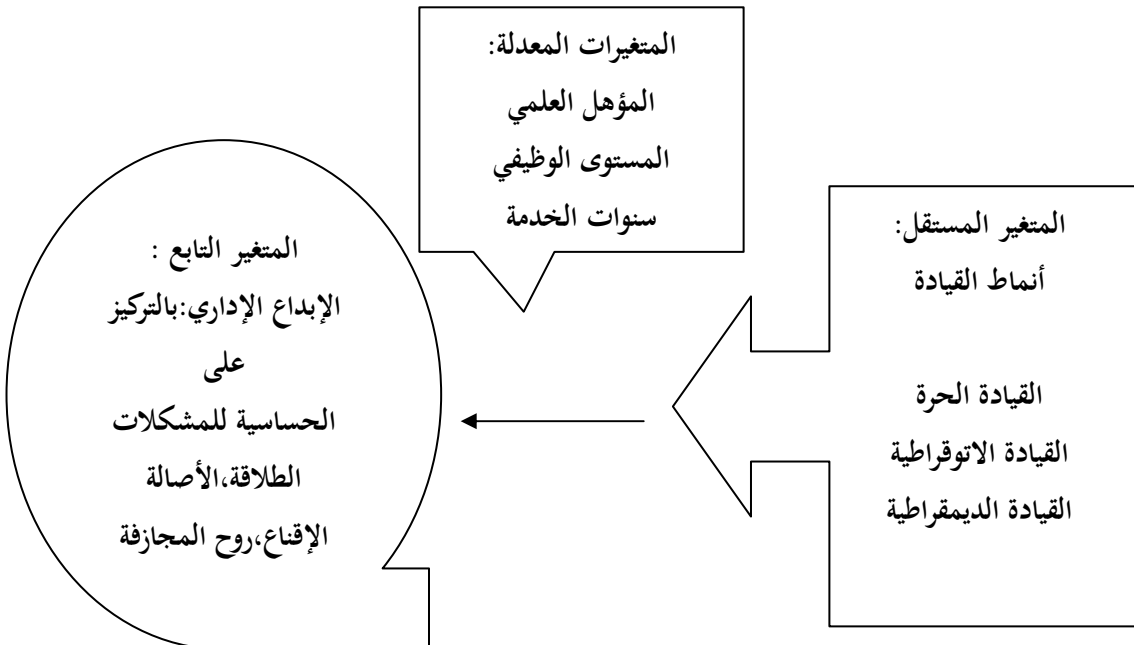 المتغيرات المعدلة:
المؤهل العلمي
المستوى الوظيفي
سنوات الخدمة
المتغير المستقل:
أنماط القيادة
القيادة الحرة
القيادة الاتوقراطية
القيادة الديمقراطية
المتغير التابع :
الإبداع الإداري:بالتركيز
على
الحساسية للمشكلات
الطلاقة،الأصالة
الإقناع،روح المجازفة